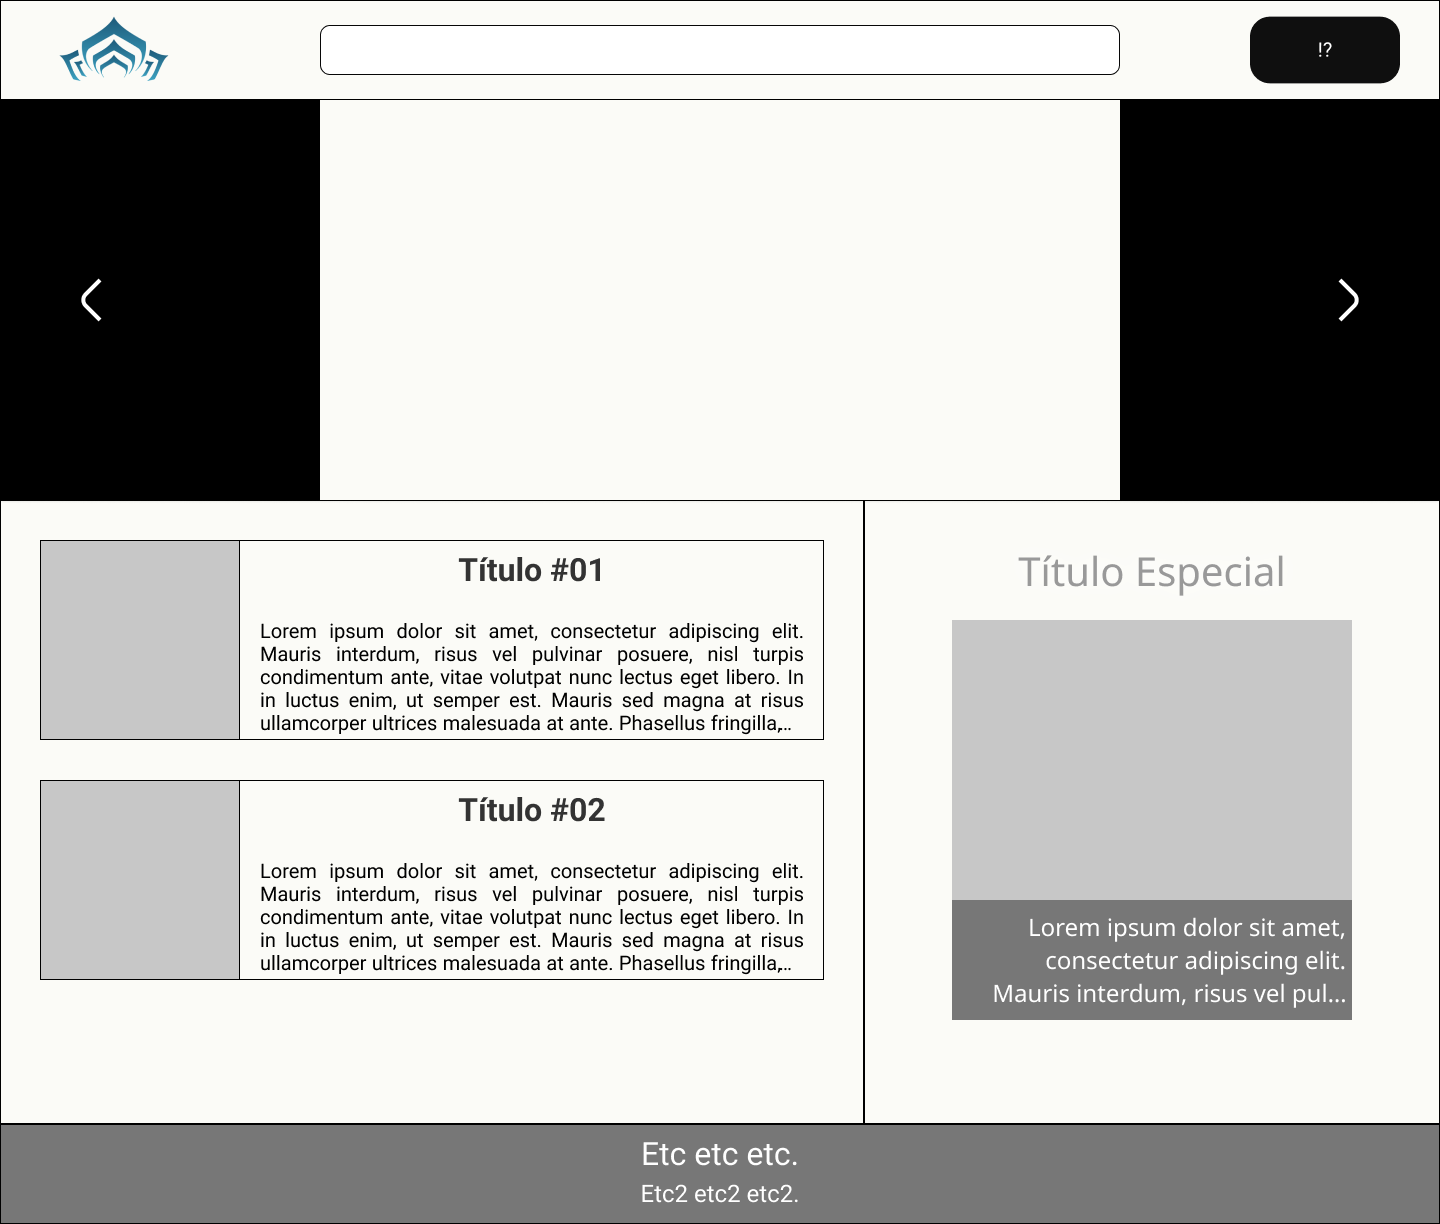 !?
Título #01
Lorem ipsum dolor sit amet, consectetur adipiscing elit.
Mauris interdum, risus vel pulvinar posuere, nisl turpis
condimentum ante, vitae volutpat nunc lectus eget libero. In
in luctus enim, ut semper est. Mauris sed magna at risus
ullamcorper ultrices malesuada at ante. Phasellus fringilla,…
Título #02
Lorem ipsum dolor sit amet, consectetur adipiscing elit.
Mauris interdum, risus vel pulvinar posuere, nisl turpis
condimentum ante, vitae volutpat nunc lectus eget libero. In
in luctus enim, ut semper est. Mauris sed magna at risus
ullamcorper ultrices malesuada at ante. Phasellus fringilla,…
Título Especial
Lorem ipsum dolor sit amet,
consectetur adipiscing elit.
Mauris interdum, risus vel pul…
Etc etc etc.
Etc2 etc2 etc2.